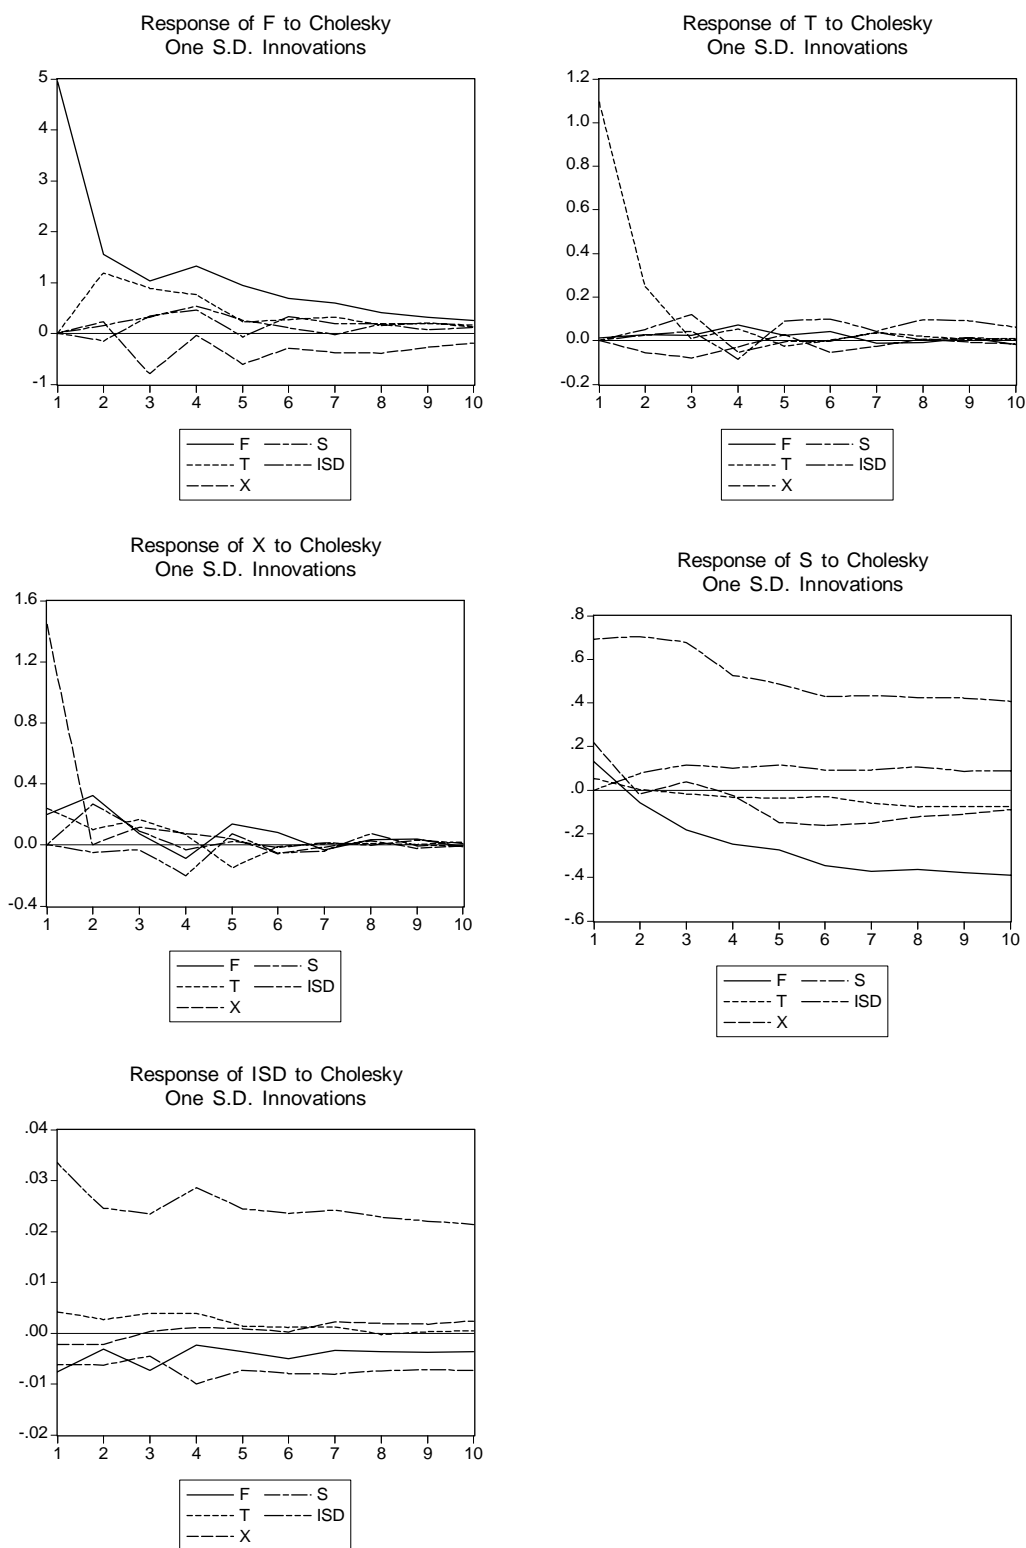 Response of F to Cholesky
One S.D. Innovations
5
4
3
2
1
0
-1
1 2 3 4 5 6 7 8 9 10
F S
T ISD
X
Response of T to Cholesky
One S.D. Innovations
1.2
1.0
0.8
0.6
0.4
0.2
0.0
-0.2
1 2 3 4 5 6 7 8 9 10
F S
T ISD
X
Response of X to Cholesky
One S.D. Innovations
1.6
1.2
0.8
0.4
0.0
-0.4
1 2 3 4 5 6 7 8 9 10
F S
T ISD
X
Response of S to Cholesky
One S.D. Innovations
.8
.6
.4
.2
.0
-.2
-.4
-.6
1 2 3 4 5 6 7 8 9 10
F S
T ISD
X
Response of ISD to Cholesky
One S.D. Innovations
.04
.03
.02
.01
.00
-.01
-.02
1 2 3 4 5 6 7 8 9 10
F S
T ISD
X